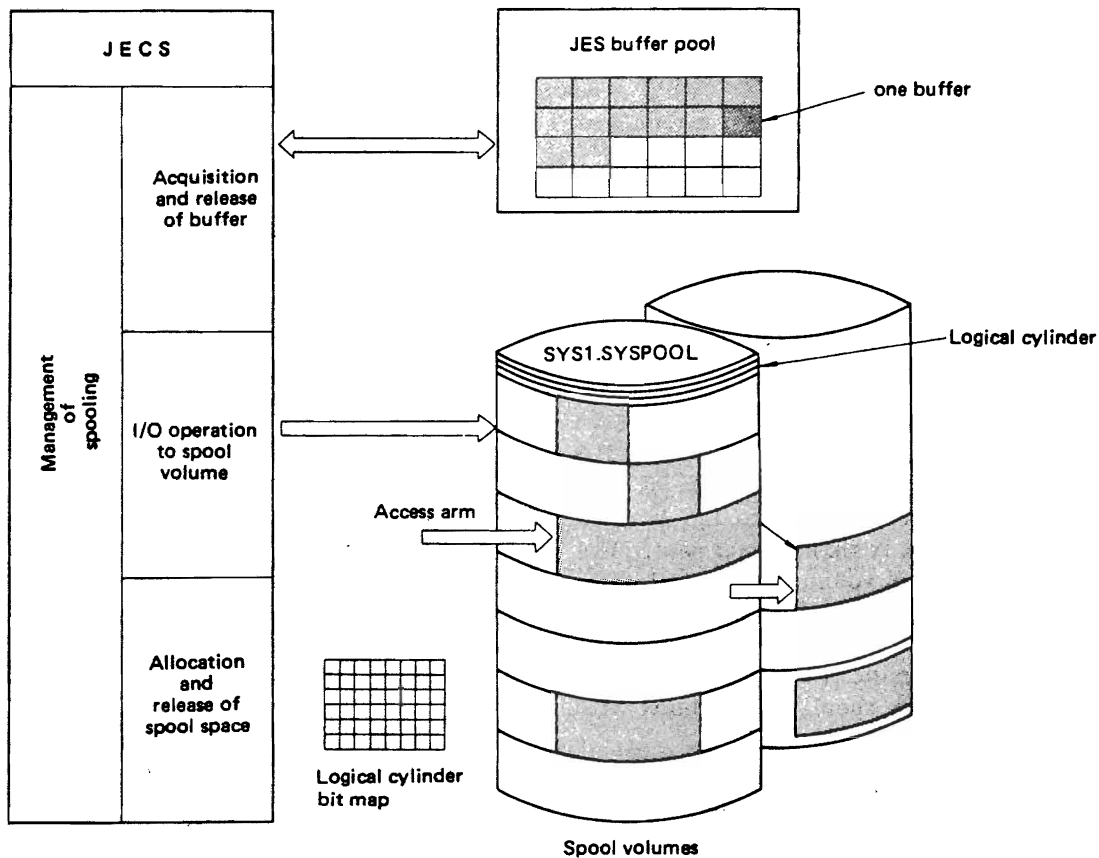 JECS
Management
of
spooling
Acquisition
and release
of buffer
I/O operation
to spool
volume
Allocation
and
release of
spool space
JES buffer pool
one buffer
SYS1.SYSPOOL
Logical cylinder
Access arm
Logical cylinder
bit map
Spool volumes